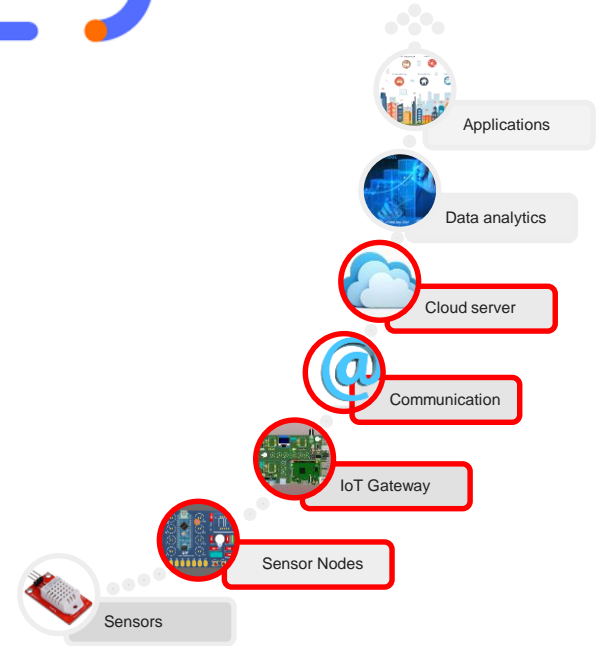 Applications
Data analytics
Cloud server
@
Communication
IoT Gateway
Sensor Nodes
Sensors